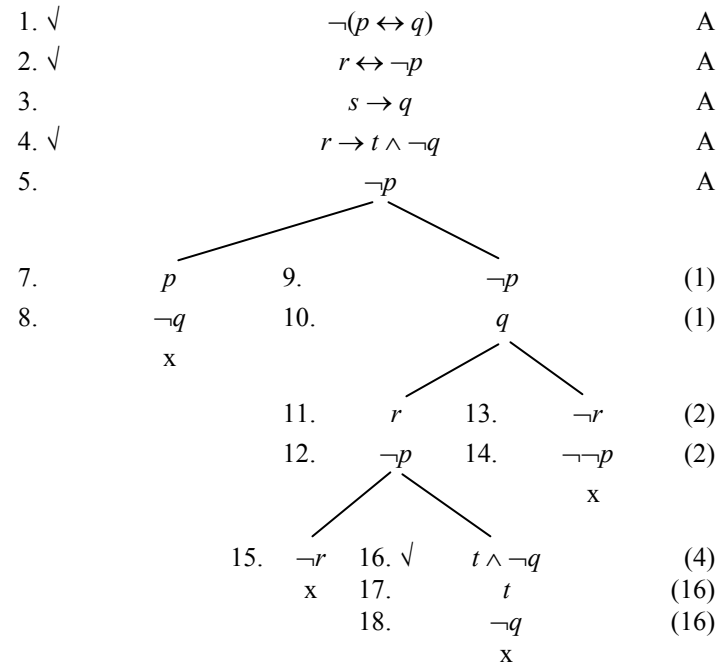 1. √ ¬(p ↔ q) A
2. √ r ↔ ¬p A
3. s → q A
4. √ r → t ∧ ¬q A
5. ¬p A
7. p 9. ¬p (1)
8. ¬q 10. q (1)
x
11. r 13. ¬r (2)
12. ¬p 14. ¬¬p (2)
x
15. ¬r 16. √ t ∧ ¬q (4)
x 17. t (16)
18. ¬q (16)
x